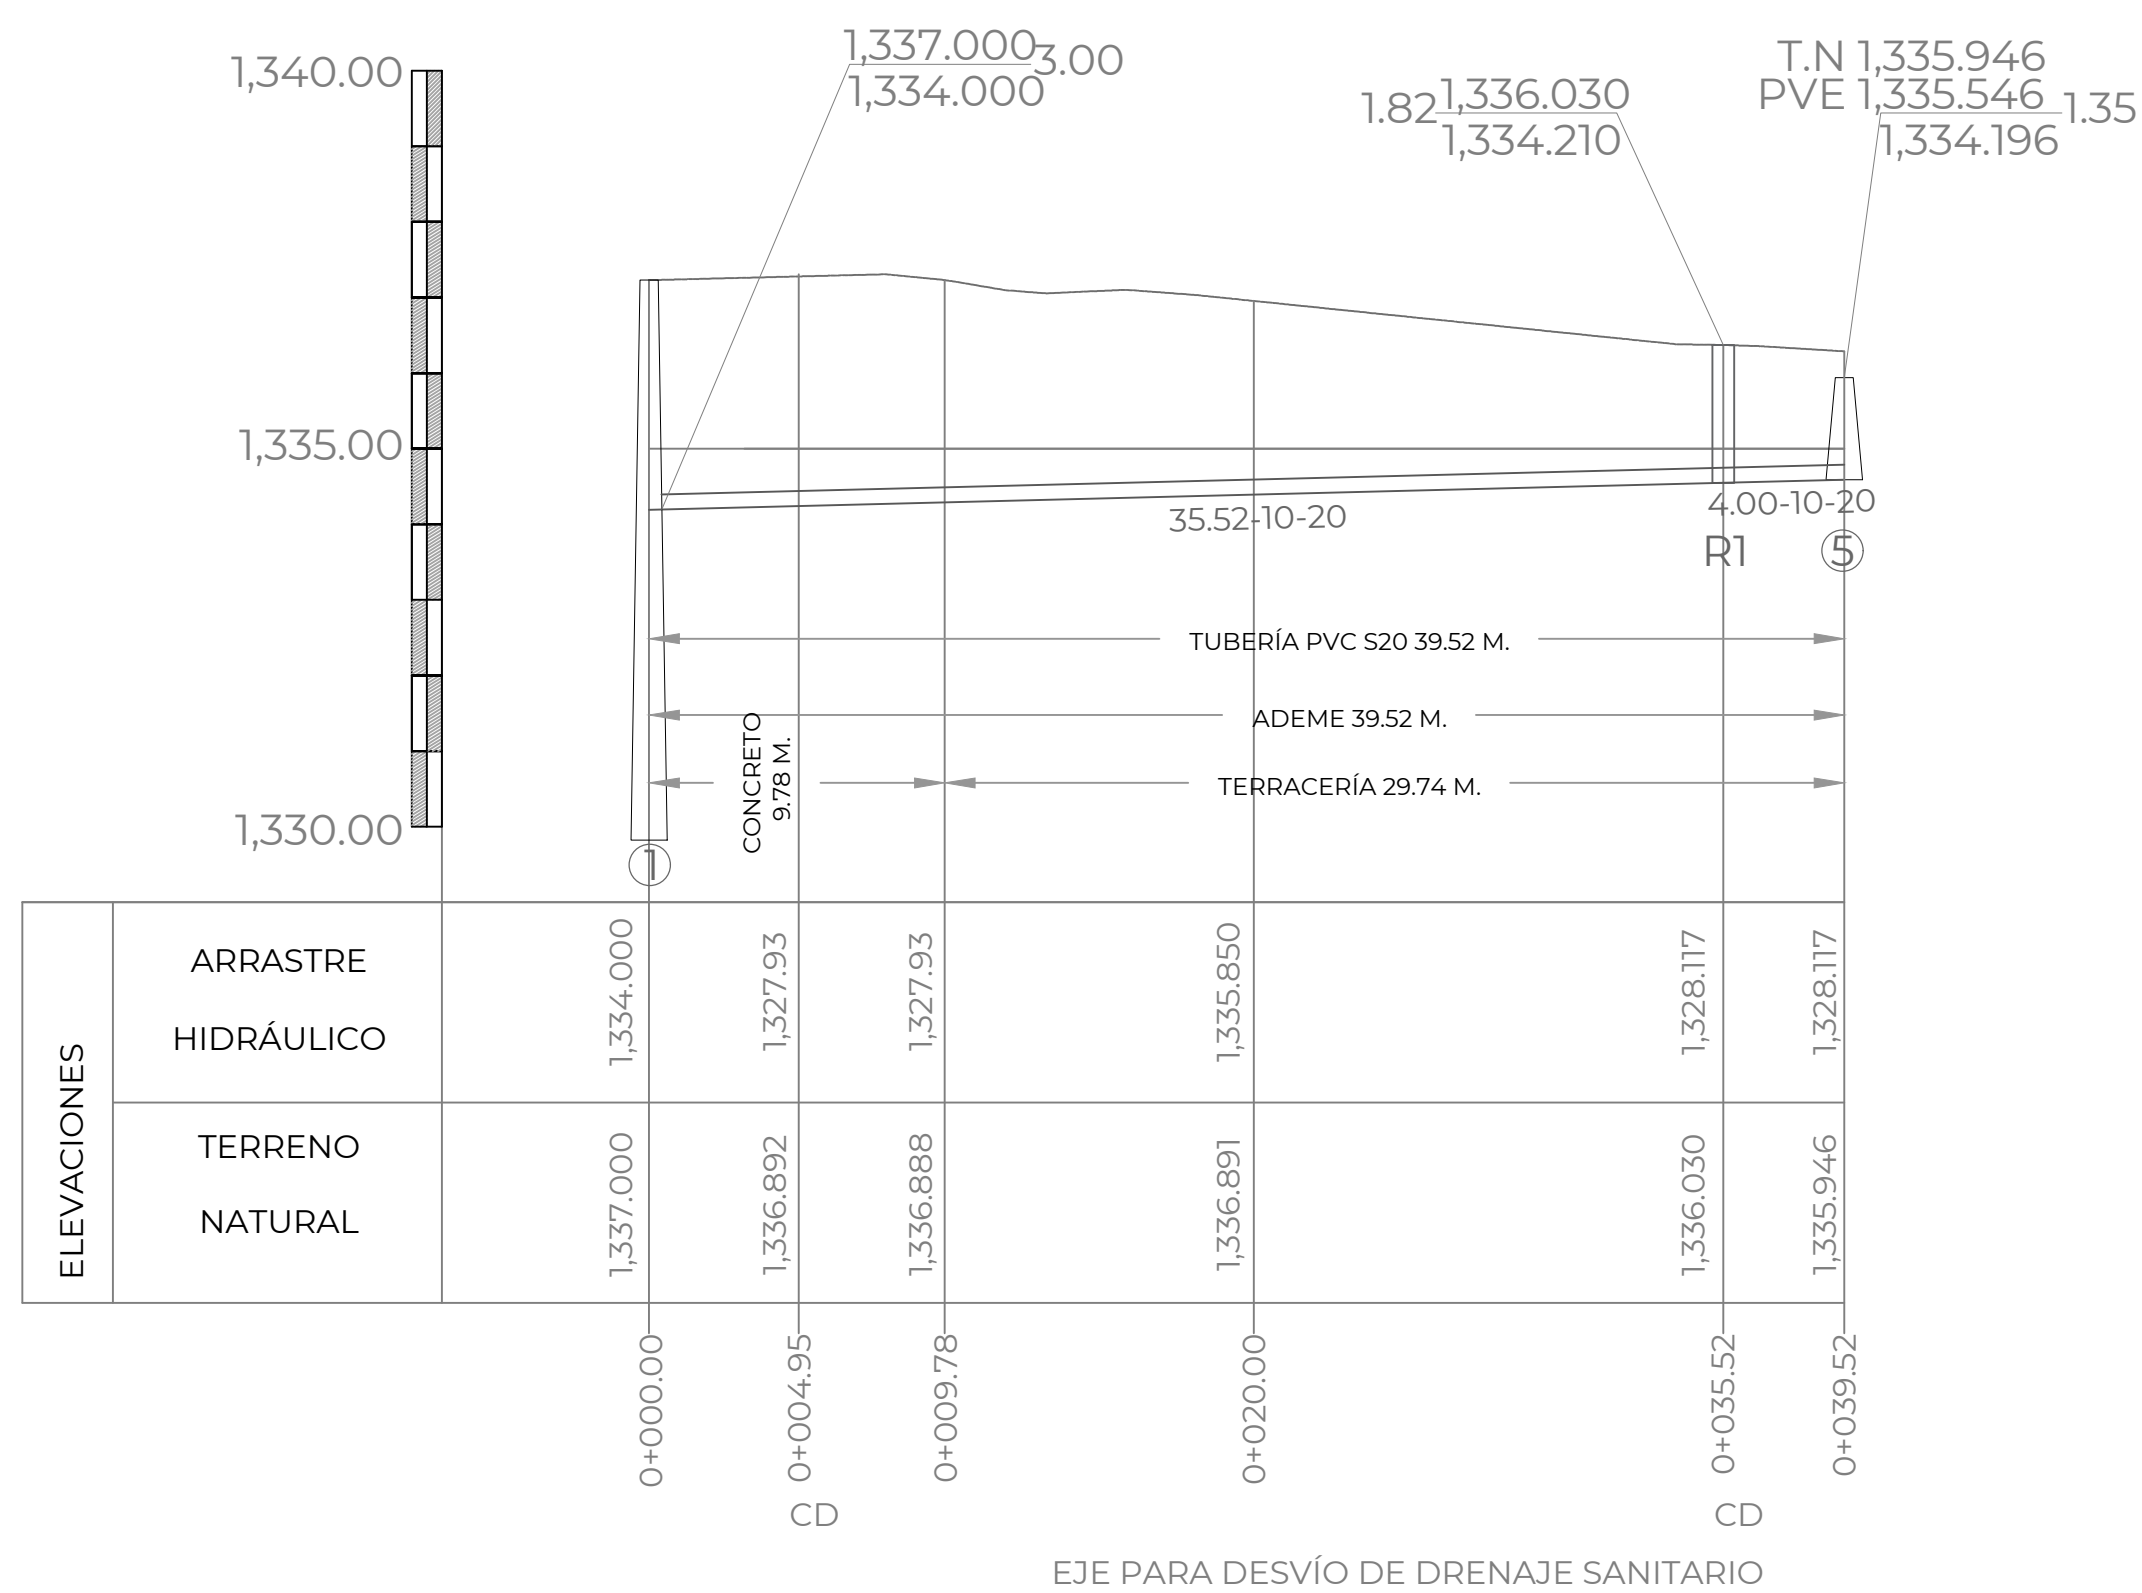 1,337.000
3.00
1,334.000
T.N 1,335.946
PVE 1,335.546
1.35
1,334.196
1.82
1,336.030
1,334.210
1,340.00
1,335.00
1,330.00
35.52-10-20
4.00-10-20
R1
5
TUBERÍA PVC S20 39.52 M.
ADEME 39.52 M.
CONCRETO
9.78 M.
TERRACERÍA 29.74 M.
1
ELEVACIONES
ARRASTRE
HIDRÁULICO
1,334.000
1,327.93
1,327.93
1,335.850
1,328.117
1,328.117
TERRENO
NATURAL
1,337.000
1,336.892
1,336.888
1,336.891
1,336.030
1,335.946
0+000.00
0+004.95
0+009.78
0+020.00
0+035.52
0+039.52
CD
CD
EJE PARA DESVÍO DE DRENAJE SANITARIO